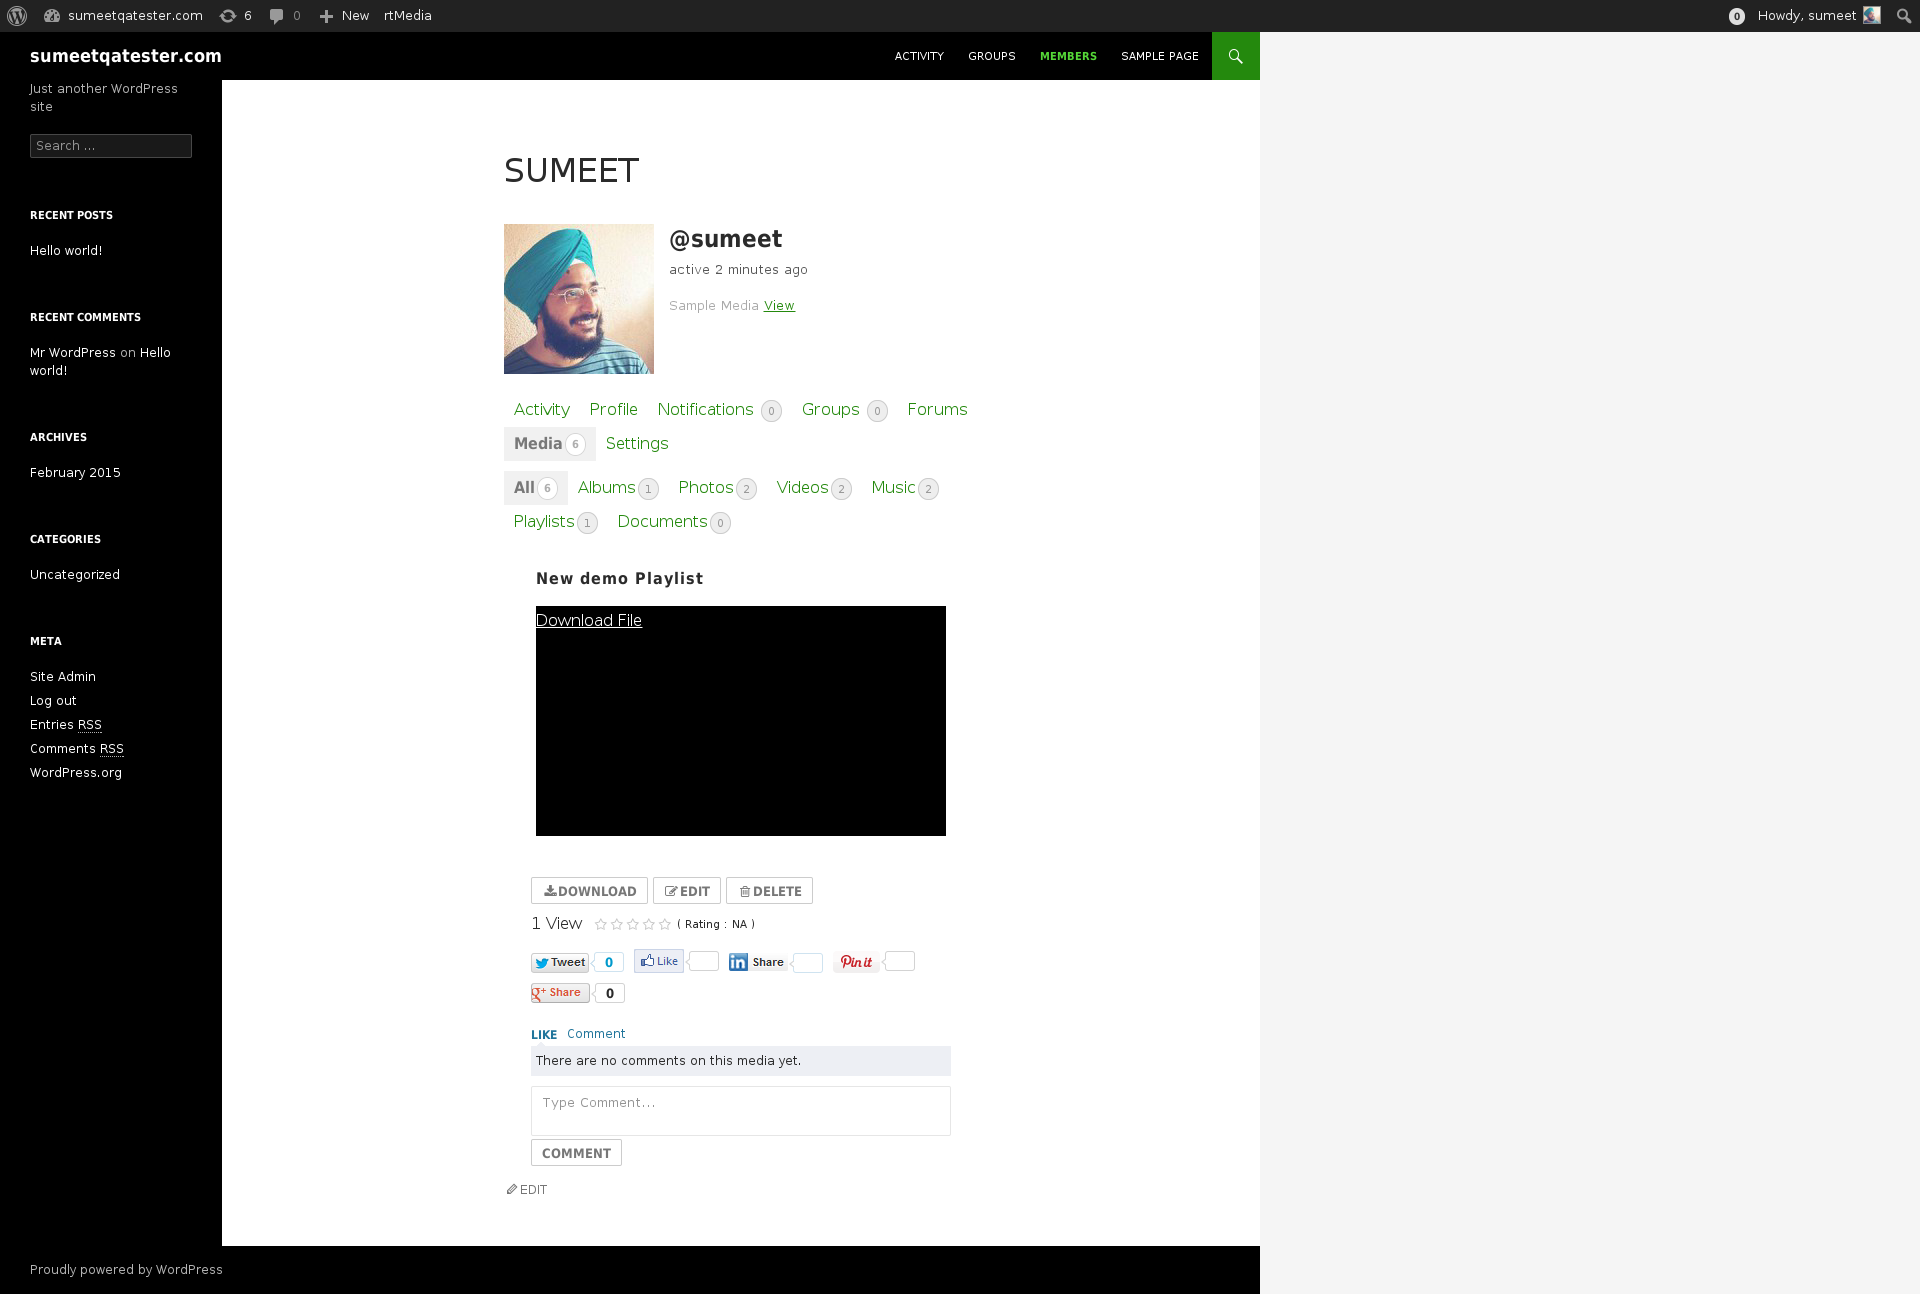 sumeetqatester.com 6 0 New rtMedia 0 Howdy, sumeet
sumeetqatester.com ACTIVITY GROUPS MEMBERS SAMPLE PAGE
Just another WordPress
site
Search ...
RECENT POSTS
Hello world!
RECENT COMMENTS
Mr WordPress on Hello
world!
ARCHIVES
February 2015
CATEGORIES
Uncategorized
META
Site Admin
Log out
Entries RSS
Comments RSS
WordPress.org
SUMEET
@sumeet
active 2 minutes ago
Sample Media View
Activity Profile Notifications 0 Groups 0 Forums
Media 6 Settings
All 6 Albums 1 Photos 2 Videos 2 Music 2
Playlists 1 Documents 0
New demo Playlist
Download File
DOWNLOAD EDIT DELETE
1 View ( Rating : NA )
Tweet 0 Like in Share Pin it
g+ Share 0
LIKE Comment
There are no comments on this media yet.
Type Comment...
COMMENT
EDIT
Proudly powered by WordPress